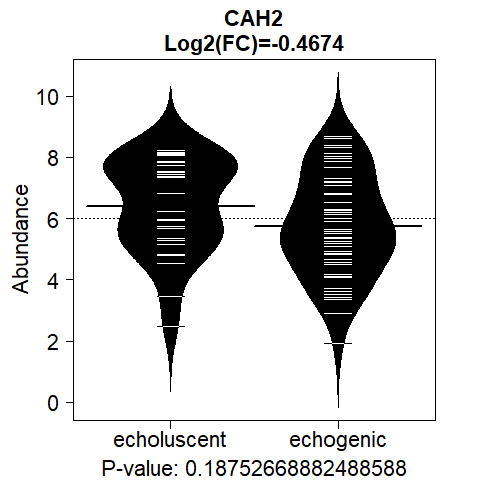 CAH2
Log2(FC)=-0.4674
Abundance
10
8
6
4
2
0
echoluscent echogenic
P-value: 0.18752668882488588